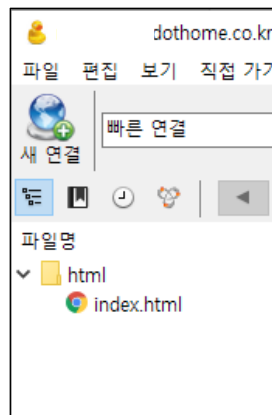 dothome.co.kr
파일 편집 보기 직접 가기
새 연결
빠른 연결
파일명
html
index.html